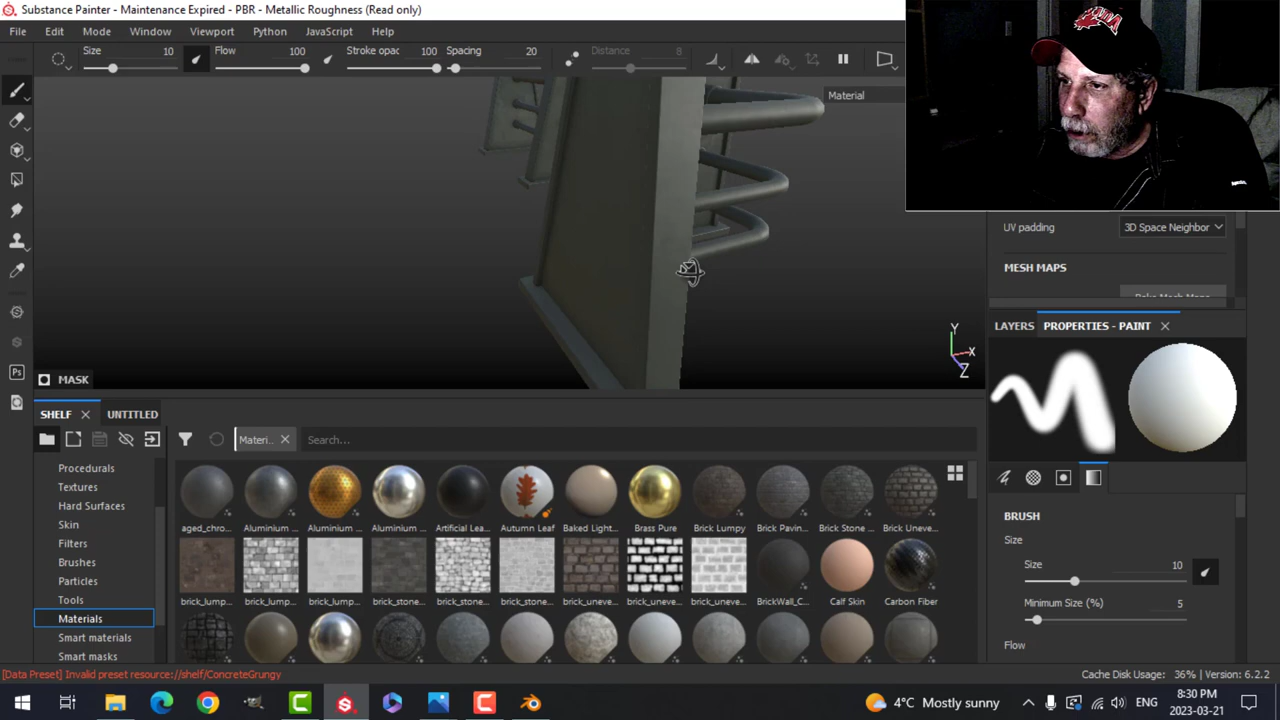 Substance Painter - Maintenance Expired - PBR - Metallic Roughness (Read only)
File Edit Mode Window Viewport Python JavaScript Help
Size 10 Flow 100 Stroke opac 100 Spacing 20 Distance 8
Material
UV padding 3D Space Neighbor
MESH MAPS
Bake Mesh Maps
LAYERS PROPERTIES - PAINT
Y
X
Z
MASK
SHELF UNTITLED
Materi.. Search...
Procedurals
Textures
Hard Surfaces
Skin
Filters
Brushes
Particles
Tools
Materials
Smart materials
Smart masks
aged_chro... Aluminium ... Aluminium ... Aluminium ... Artificial Lea... Autumn Leaf Baked Light... Brass Pure Brick Lumpy Brick Pavin... Brick Stone ... Brick Uneve...
brick_lump... brick_lump... brick_lump... brick_stone... brick_stone... brick_stone... brick_uneve... brick_uneve... brick_uneve... BrickWall_C... Calf Skin Carbon Fiber
BRUSH
Size
Size 10
Minimum Size (%) 5
Flow
[Data Preset] Invalid preset resource://shelf/ConcreteGrungy
Cache Disk Usage: 36% | Version: 6.2.2
4°C Mostly sunny
ENG
8:30 PM
2023-03-21